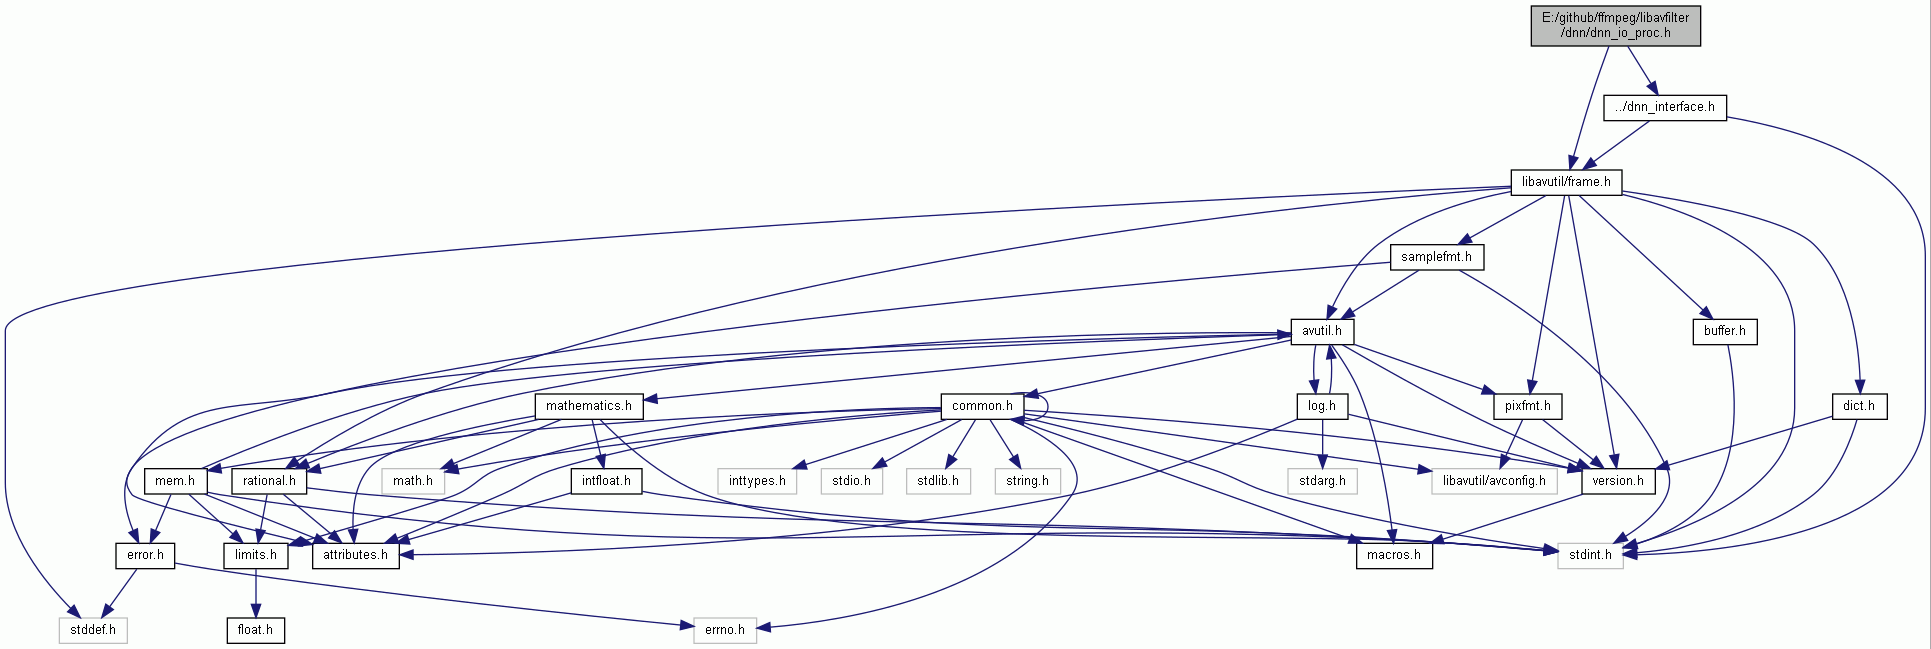 E:/github/ffmpeg/libavfilter
/dnn/dnn_io_proc.h
../dnn_interface.h
libavutil/frame.h
samplefmt.h
avutil.h
buffer.h
mathematics.h
common.h
log.h
pixfmt.h
dict.h
mem.h
rational.h
math.h
intfloat.h
inttypes.h
stdio.h
stdlib.h
string.h
stdarg.h
libavutil/avconfig.h
version.h
error.h
limits.h
attributes.h
macros.h
stdint.h
stddef.h
float.h
errno.h